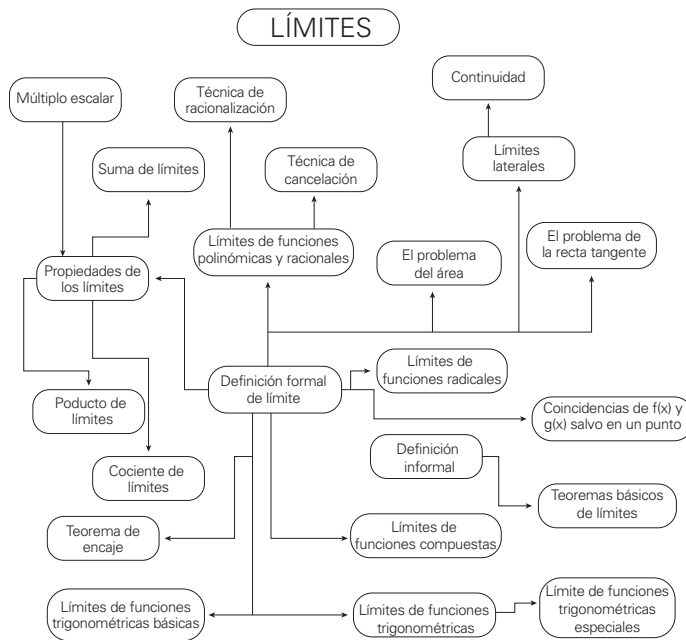 LÍMITES
Múltiplo escalar
Técnica de
racionalización
Continuidad
Suma de límites
Técnica de
cancelación
Límites
laterales
Propiedades de
los límites
Límites de funciones
polinómicas y racionales
El problema
del área
El problema de
la recta tangente
Definición formal
de límite
Límites de
funciones radicales
Poducto de
límites
Coincidencias de f(x) y
g(x) salvo en un punto
Cociente de
límites
Definición
informal
Teoremas básicos
de límites
Teorema de
encaje
Límites de
funciones compuestas
Límites de funciones
trigonométricas básicas
Límites de funciones
trigonométricas
Límite de funciones
trigonométricas
especiales